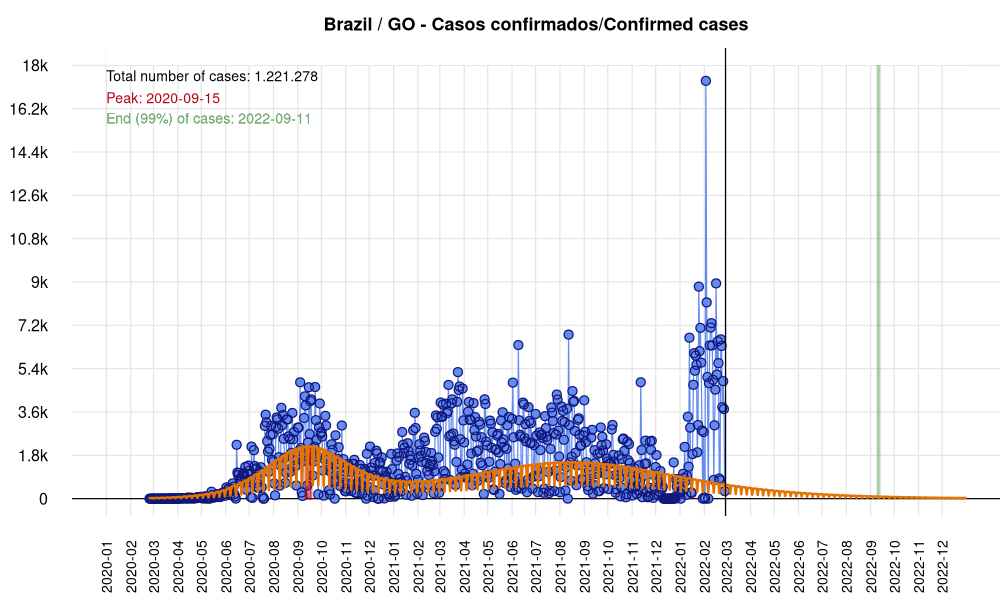 Brazil / GO - Casos confirmados/Confirmed cases
Total number of cases: 1.221.278
Peak: 2020-09-15
End (99%) of cases: 2022-09-11
18k
16.2k
14.4k
12.6k
10.8k
9k
7.2k
5.4k
3.6k
1.8k
0
2020-01
2020-02
2020-03
2020-04
2020-05
2020-06
2020-07
2020-08
2020-09
2020-10
2020-11
2020-12
2021-01
2021-02
2021-03
2021-04
2021-05
2021-06
2021-07
2021-08
2021-09
2021-10
2021-11
2021-12
2022-01
2022-02
2022-03
2022-04
2022-05
2022-06
2022-07
2022-08
2022-09
2022-10
2022-11
2022-12